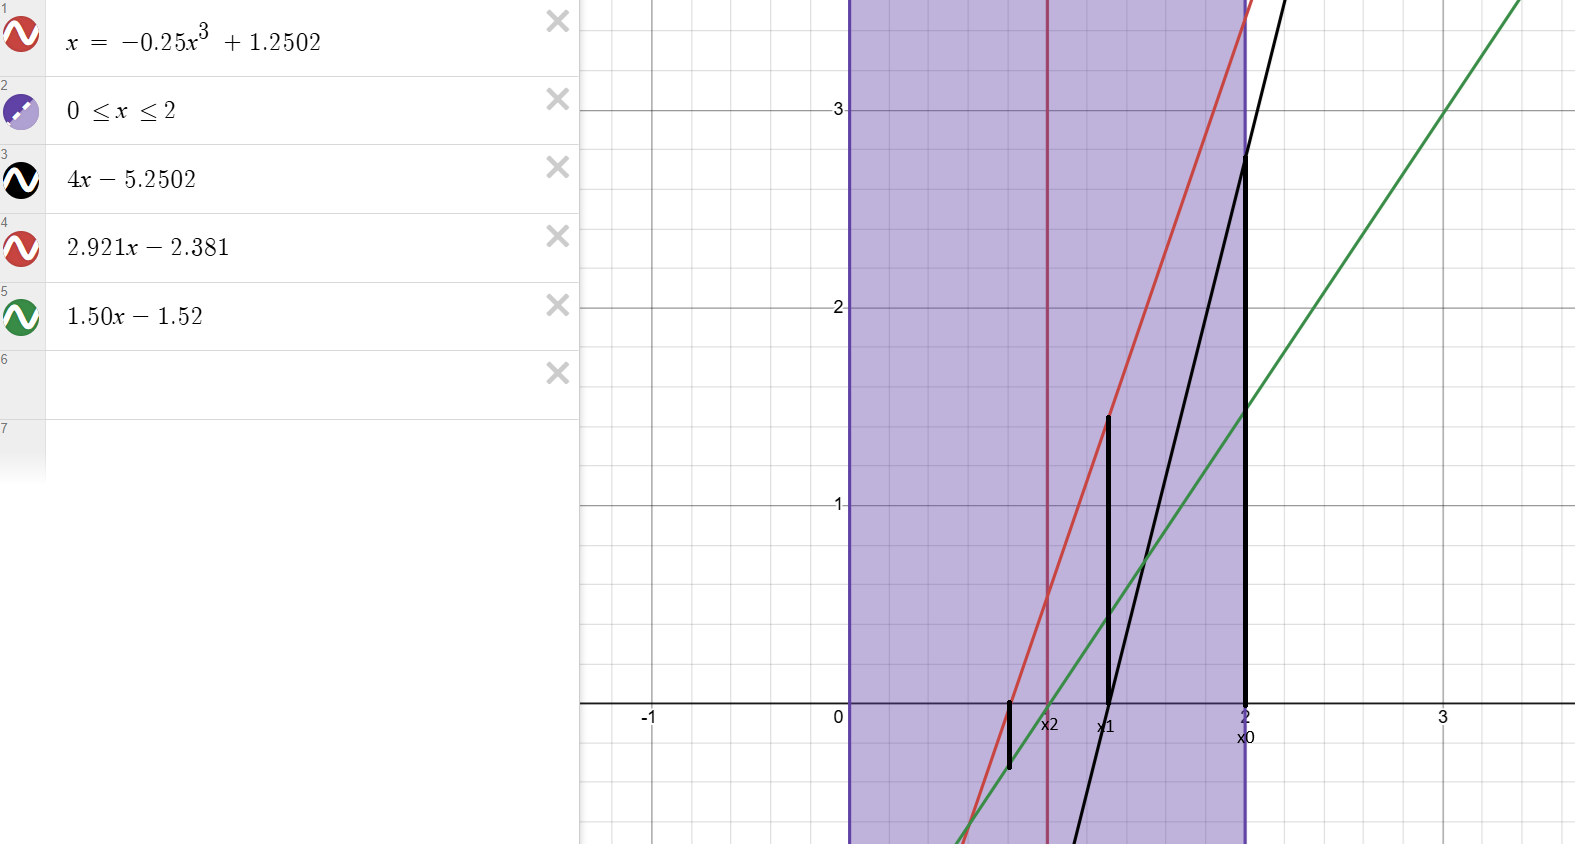 1
x = −0.25x³ + 1.2502
2
0 ≤ x ≤ 2
3
4x − 5.2502
4
2.921x − 2.381
5
1.50x − 1.52
6
7
3
2
1
-1 0 x2 x1 2 3
x0